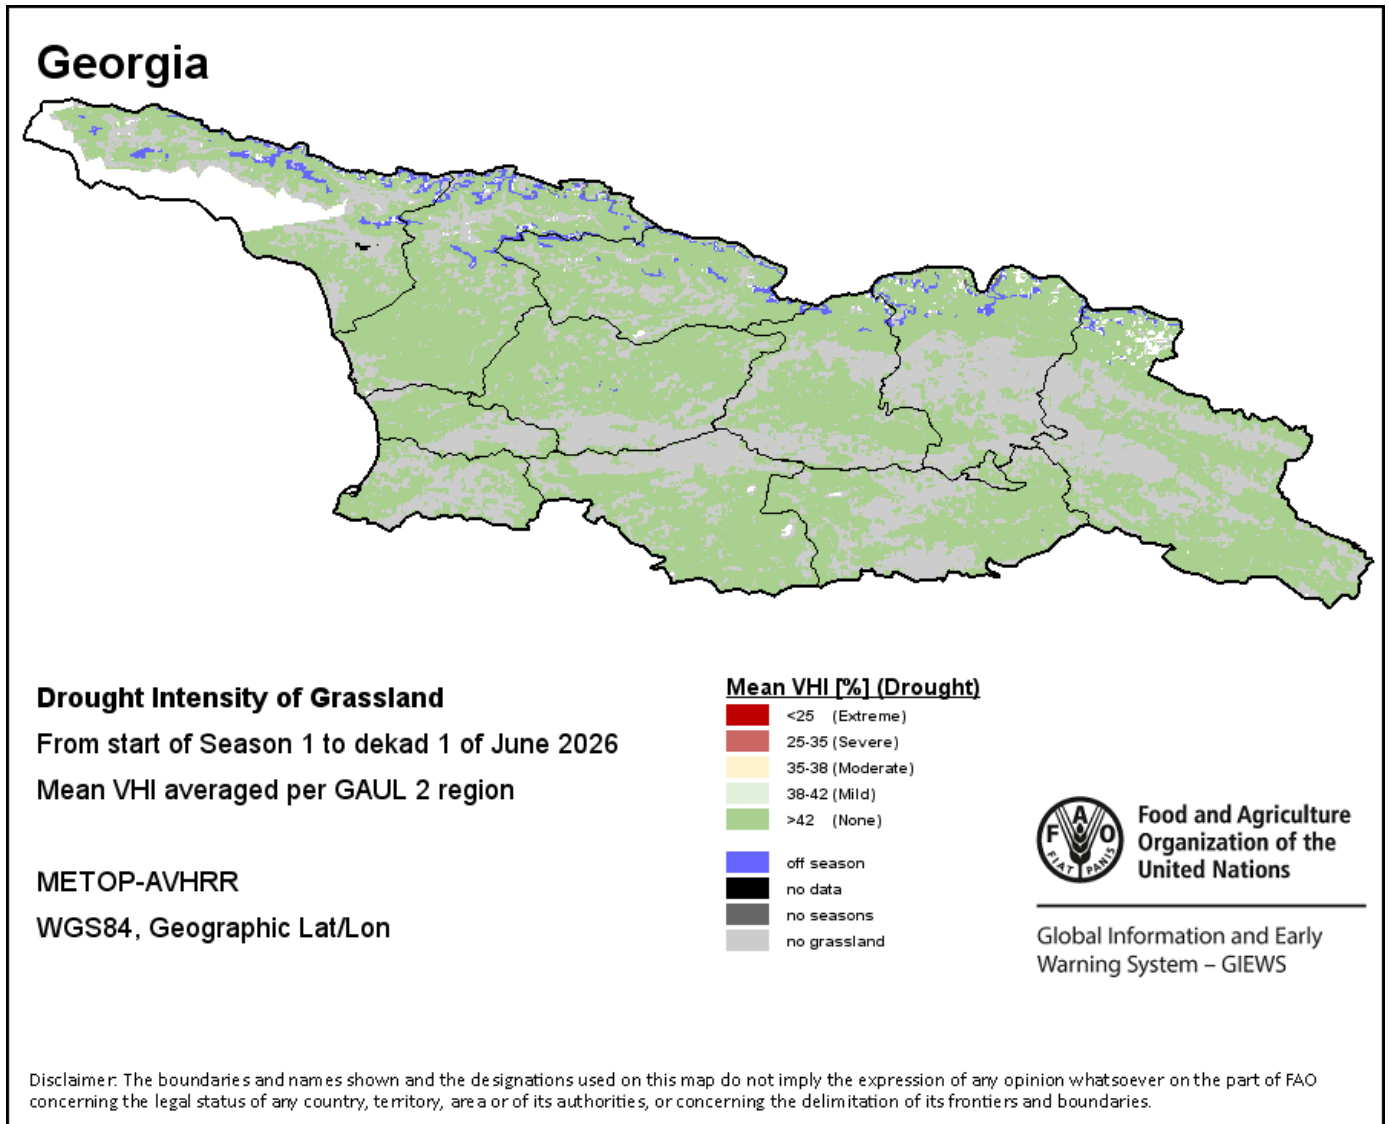 Georgia
Drought Intensity of Grassland
From start of Season 1 to dekad 1 of June 2026
Mean VHI averaged per GAUL 2 region
METOP-AVHRR
WGS84, Geographic Lat/Lon
Mean VHI [%] (Drought)
<25 (Extreme)
25-35 (Severe)
35-38 (Moderate)
38-42 (Mild)
>42 (None)
off season
no data
no seasons
no grassland
F A O
FIAT PANIS
Food and Agriculture
Organization of the
United Nations
Global Information and Early
Warning System – GIEWS
Disclaimer: The boundaries and names shown and the designations used on this map do not imply the expression of any opinion whatsoever on the part of FAO
concerning the legal status of any country, territory, area or of its authorities, or concerning the delimitation of its frontiers and boundaries.